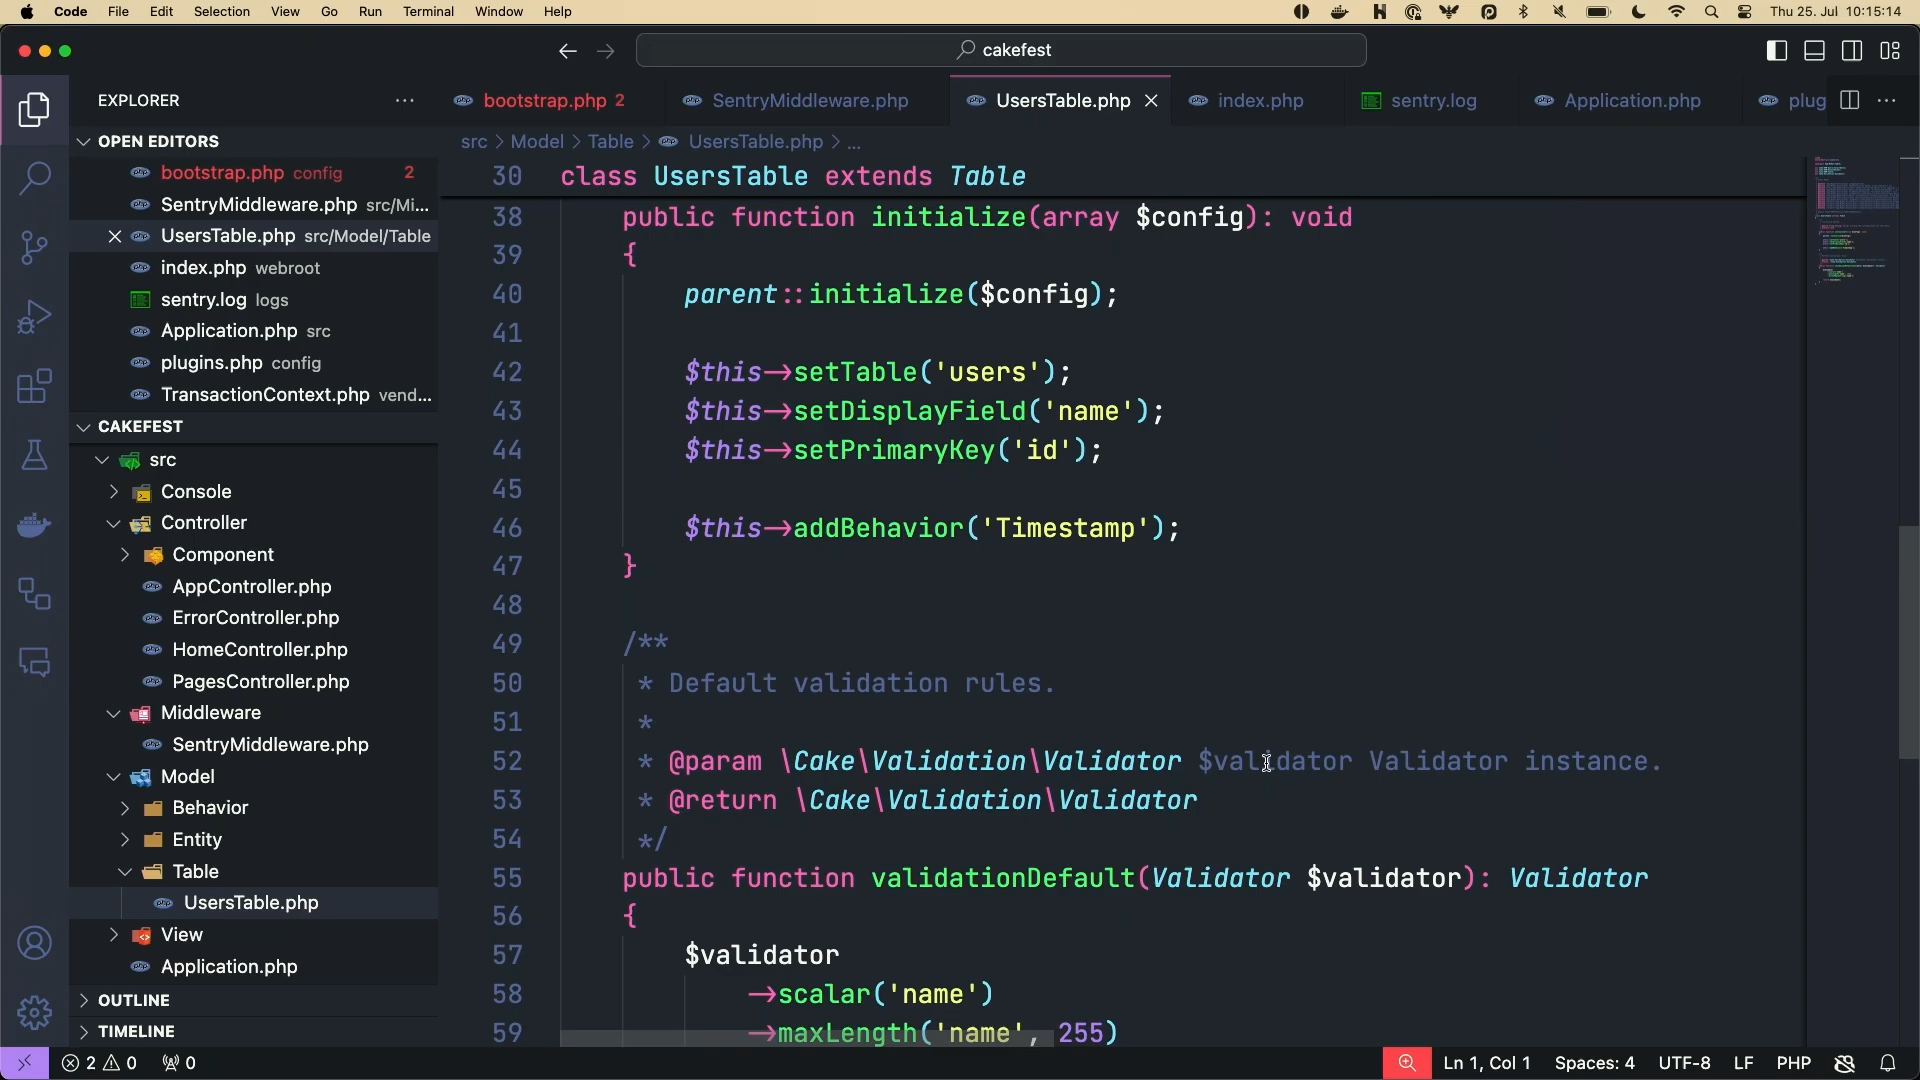 Code File Edit Selection View Go Run Terminal Window Help
Thu 25. Jul 10:15:14
cakefest
EXPLORER
bootstrap.php 2
SentryMiddleware.php
UsersTable.php
index.php
sentry.log
Application.php
plug
OPEN EDITORS
bootstrap.php config 2
SentryMiddleware.php src/Mi...
UsersTable.php src/Model/Table
index.php webroot
sentry.log logs
Application.php src
plugins.php config
TransactionContext.php vend...
CAKEFEST
src
Console
Controller
Component
AppController.php
ErrorController.php
HomeController.php
PagesController.php
Middleware
SentryMiddleware.php
Model
Behavior
Entity
Table
UsersTable.php
View
Application.php
OUTLINE
TIMELINE
src > Model > Table > UsersTable.php > ...
30 class UsersTable extends Table
38 public function initialize(array $config): void
39 {
40 parent::initialize($config);
41
42 $this->setTable('users');
43 $this->setDisplayField('name');
44 $this->setPrimaryKey('id');
45
46 $this->addBehavior('Timestamp');
47 }
48
49 /**
50 * Default validation rules.
51 *
52 * @param \Cake\Validation\Validator $validator Validator instance.
53 * @return \Cake\Validation\Validator
54 */
55 public function validationDefault(Validator $validator): Validator
56 {
57 $validator
58 ->scalar('name')
59 ->maxLength('name', 255)
2 0 0
Ln 1, Col 1 Spaces: 4 UTF-8 LF PHP